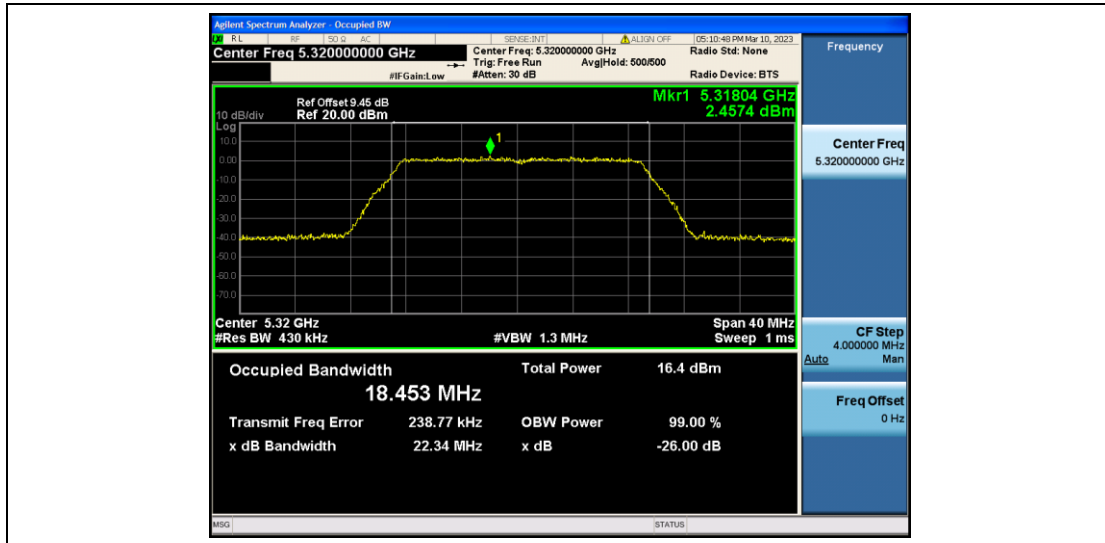 Agilent Spectrum Analyzer - Occupied BW
RL RF 50 Ω AC SENSE:INT ALIGN OFF 05:10:48 PM Mar 10, 2023
Center Freq 5.320000000 GHz
Center Freq: 5.320000000 GHz Radio Std: None
Trig: Free Run Avg|Hold: 500/500
#IFGain:Low #Atten: 30 dB Radio Device: BTS
Frequency
Mkr1 5.31804 GHz
2.4574 dBm
Ref Offset 9.45 dB
10 dB/div Ref 20.00 dBm
Log
10.0
0.00
-10.0
-20.0
-30.0
-40.0
-50.0
-60.0
-70.0
1
Center 5.32 GHz Span 40 MHz
#Res BW 430 kHz #VBW 1.3 MHz Sweep 1 ms
Occupied Bandwidth Total Power 16.4 dBm
18.453 MHz
Transmit Freq Error 238.77 kHz OBW Power 99.00 %
x dB Bandwidth 22.34 MHz x dB -26.00 dB
Center Freq
5.320000000 GHz
CF Step
4.000000 MHz
Auto Man
Freq Offset
0 Hz
MSG STATUS